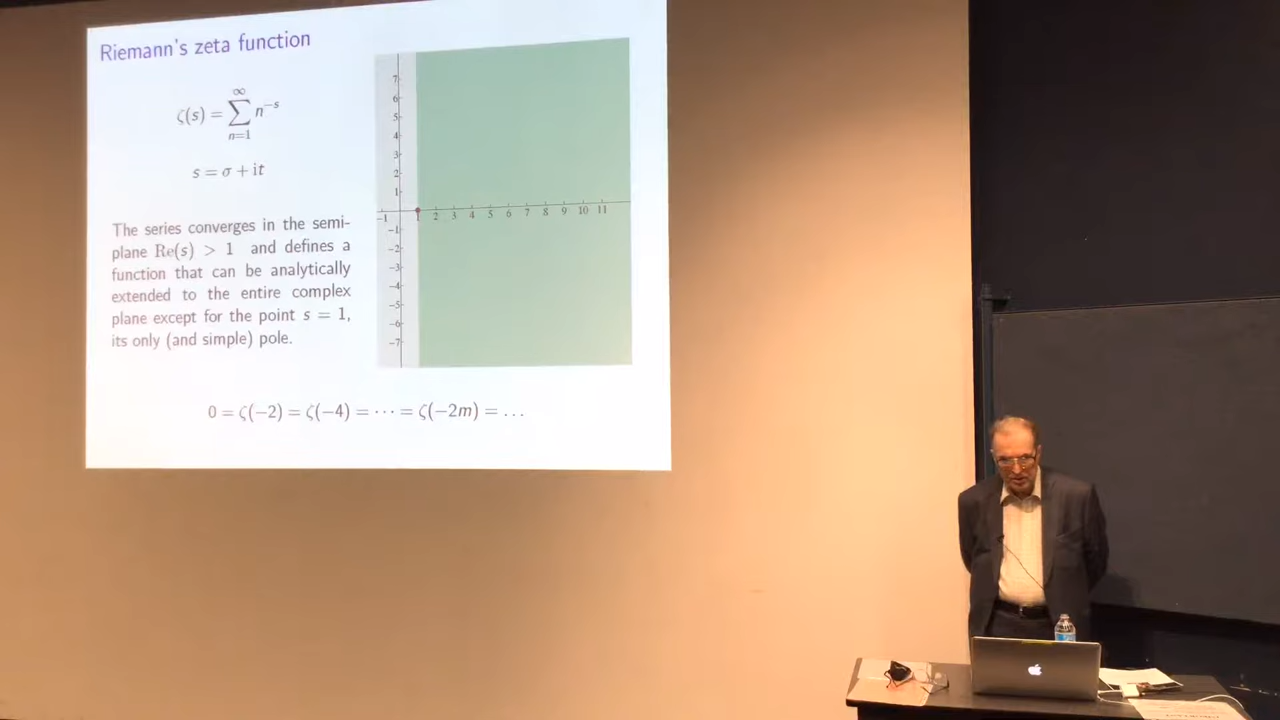 Riemann's zeta function
ζ(s) = ∑_{n=1}^{∞} n^{−s}
s = σ + it
The series converges in the semi-
plane Re(s) > 1 and defines a
function that can be analytically
extended to the entire complex
plane except for the point s = 1,
its only (and simple) pole.
7
6
5
4
3
2
1
−1 1 2 3 4 5 6 7 8 9 10 11
−1
−2
−3
−4
−5
−6
−7
0 = ζ(−2) = ζ(−4) = ··· = ζ(−2m) = ...